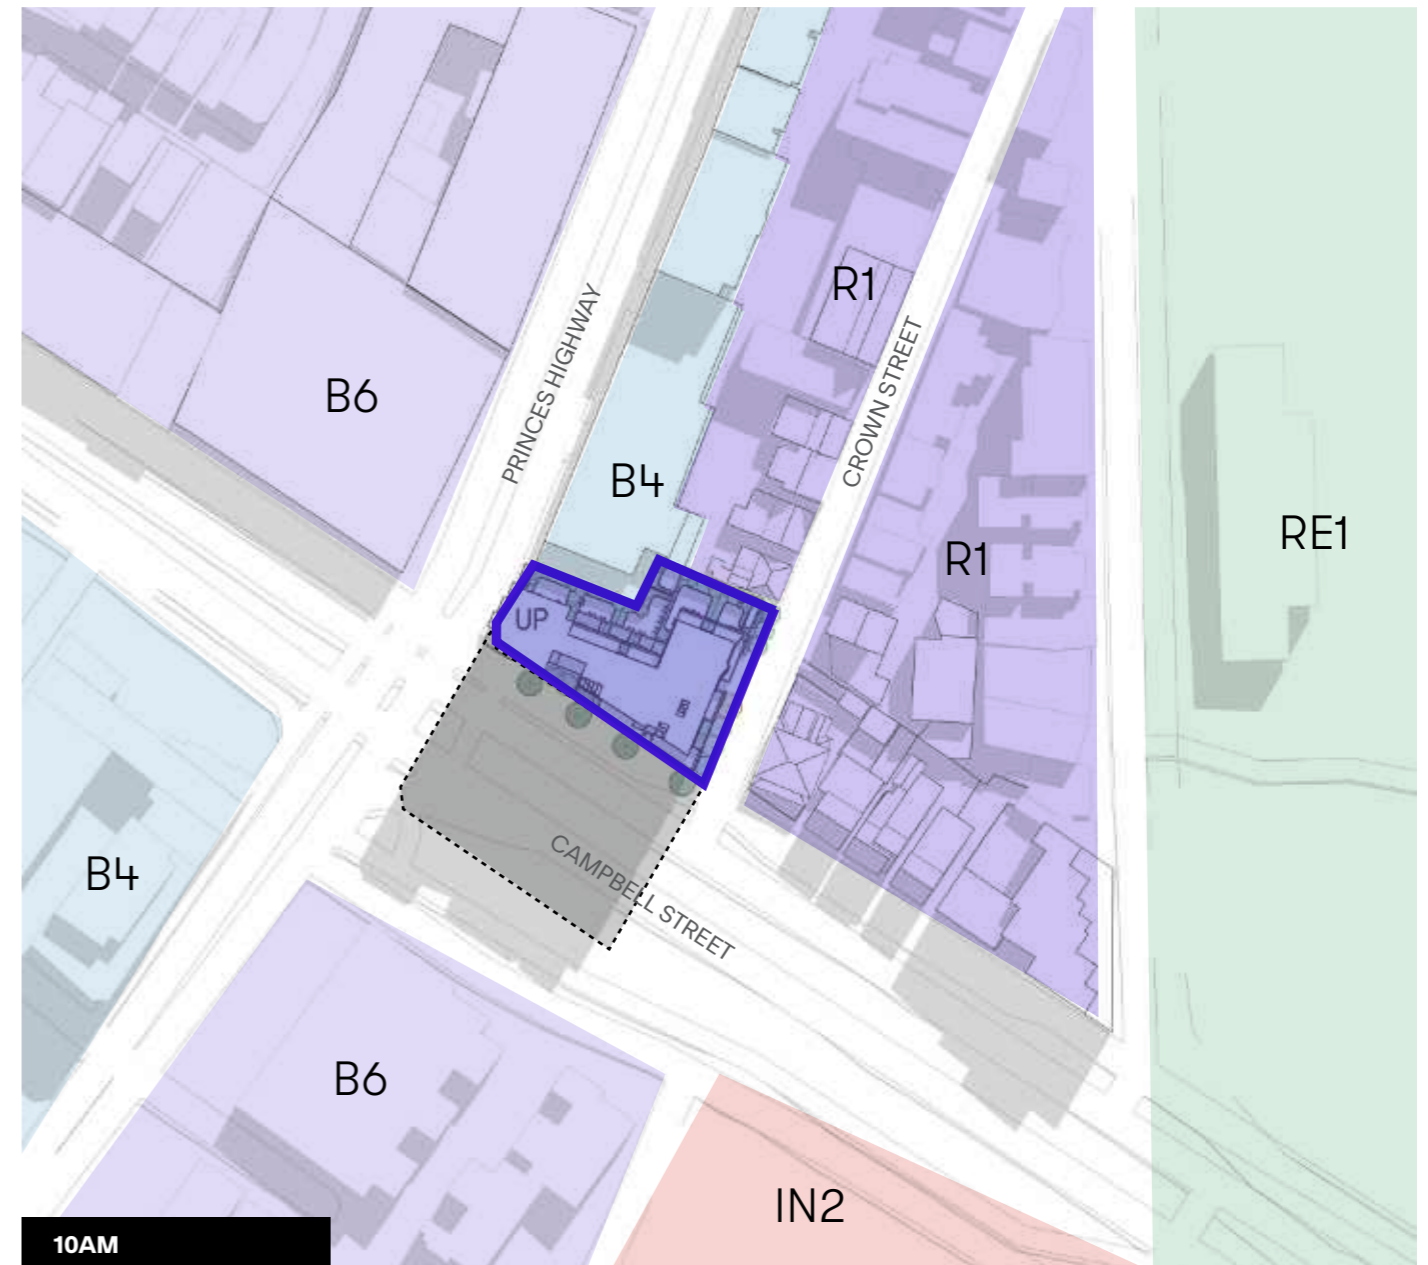 R1
PRINCES HIGHWAY
CROWN STREET
B6
B4
RE1
R1
UP
CAMPBELL STREET
B4
B6
IN2
10AM